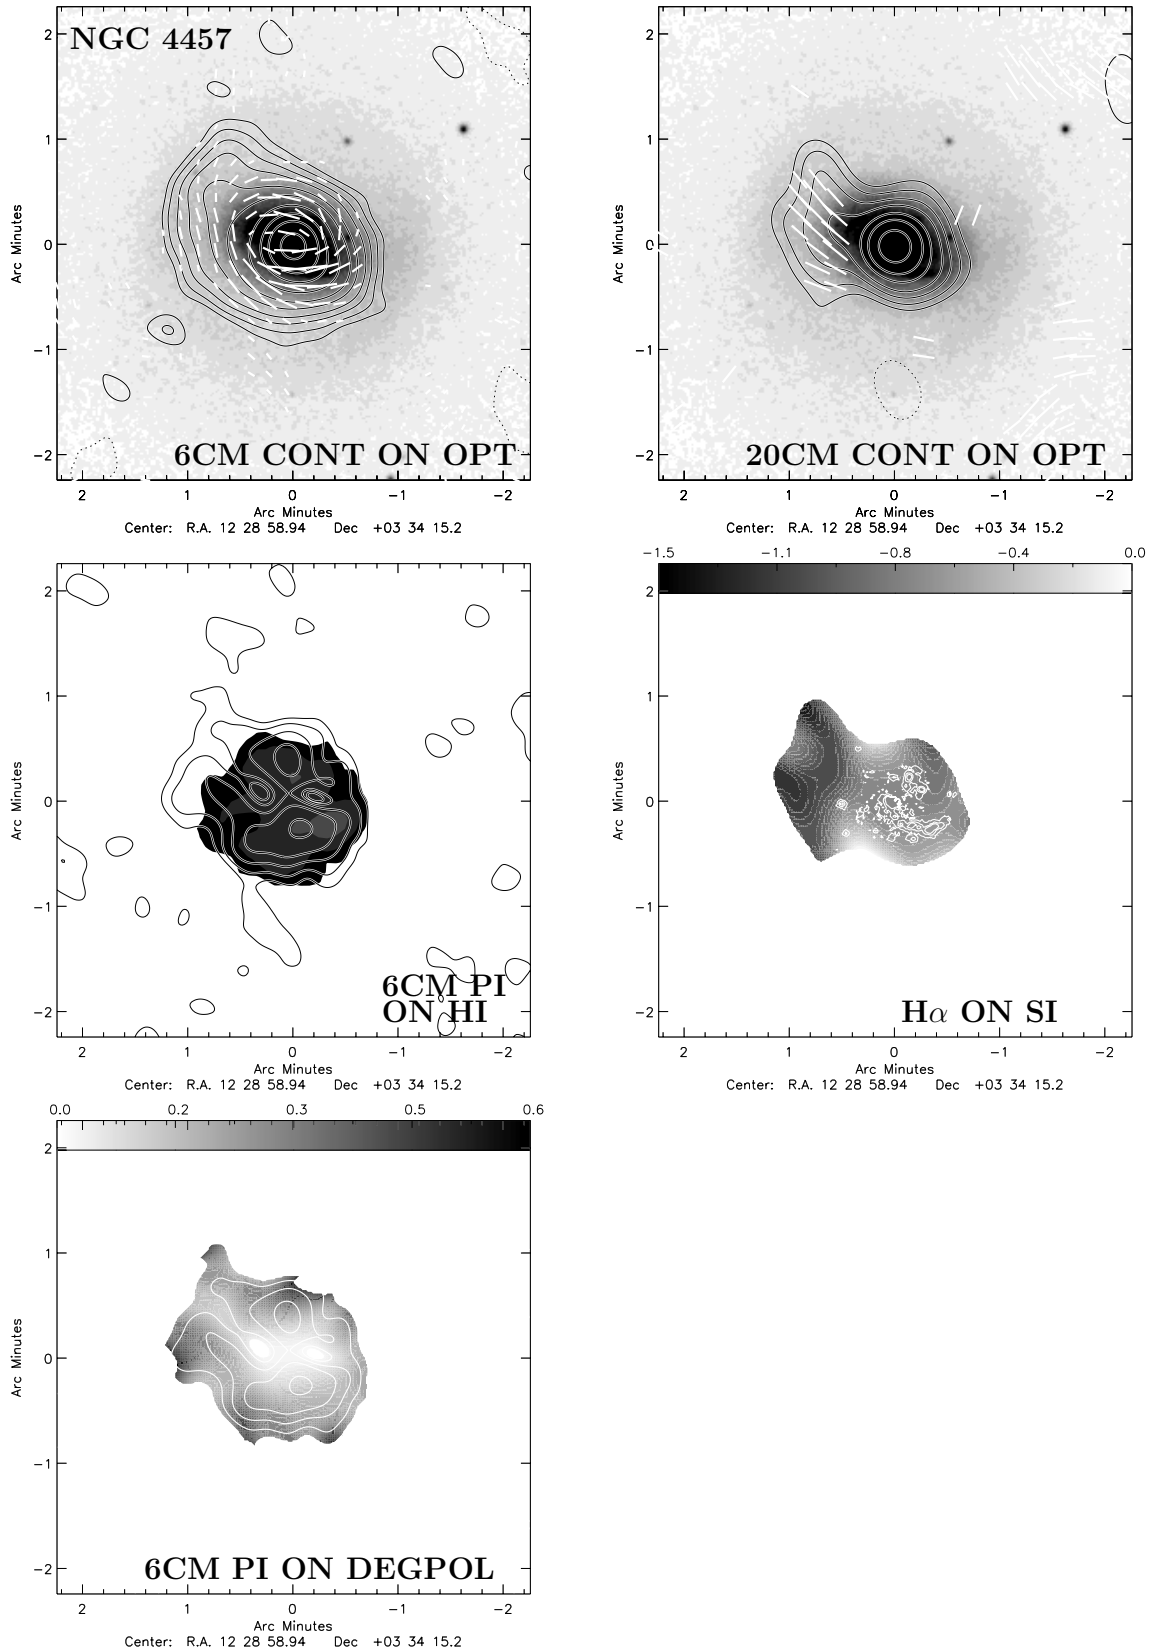 NGC 4457
2
1
0
−1
−2
Arc Minutes
6CM CONT ON OPT
2 1 0 −1 −2
Arc Minutes
Center: R.A. 12 28 58.94 Dec +03 34 15.2
2
1
0
−1
−2
Arc Minutes
20CM CONT ON OPT
2 1 0 −1 −2
Arc Minutes
Center: R.A. 12 28 58.94 Dec +03 34 15.2
2
1
0
−1
−2
Arc Minutes
6CM PI
ON HI
2 1 0 −1 −2
Arc Minutes
Center: R.A. 12 28 58.94 Dec +03 34 15.2
−1.5 −1.1 −0.8 −0.4 0.0
2
1
0
−1
−2
Arc Minutes
Hα ON SI
2 1 0 −1 −2
Arc Minutes
Center: R.A. 12 28 58.94 Dec +03 34 15.2
0.0 0.2 0.3 0.5 0.6
2
1
0
−1
−2
Arc Minutes
6CM PI ON DEGPOL
2 1 0 −1 −2
Arc Minutes
Center: R.A. 12 28 58.94 Dec +03 34 15.2